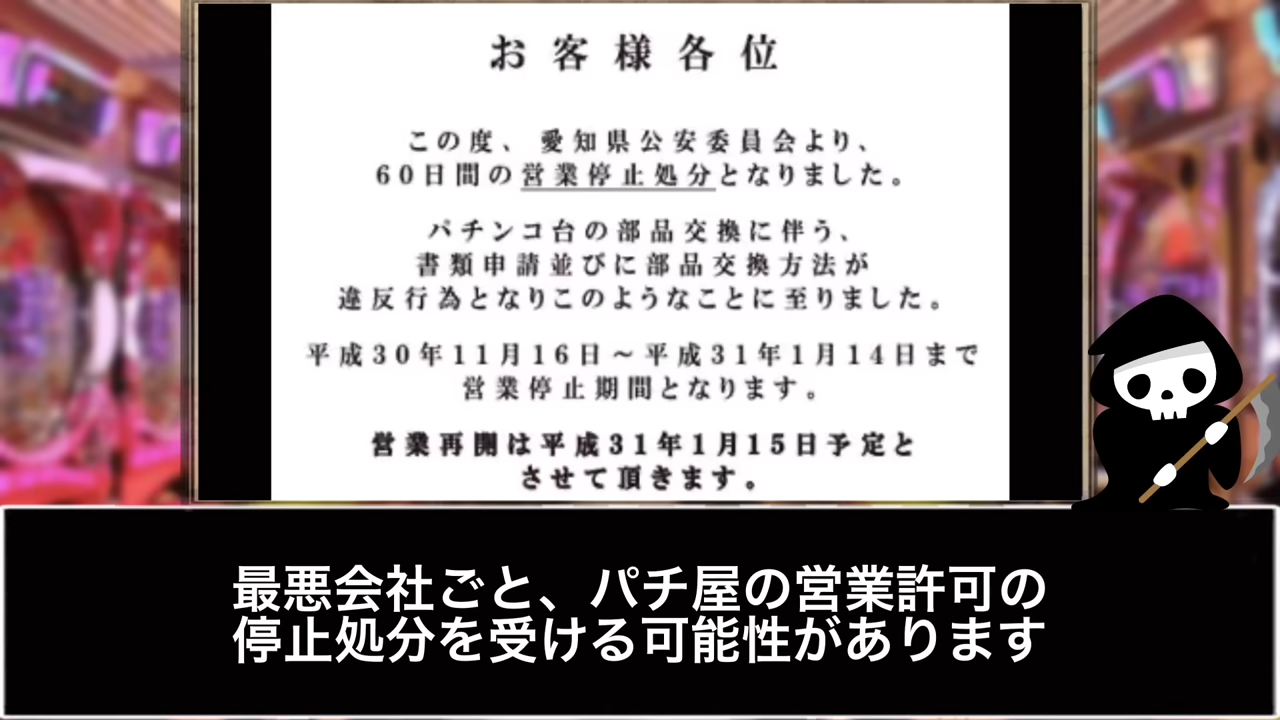 お客様各位
この度、愛知県公安委員会より、
60日間の営業停止処分となりました。
パチンコ台の部品交換に伴う、
書類申請並びに部品交換方法が
違反行為となりこのようなことに至りました。
平成30年11月16日～平成31年1月14日まで
営業停止期間となります。
営業再開は平成31年1月15日予定と
させて頂きます。
最悪会社ごと、パチ屋の営業許可の
停止処分を受ける可能性があります